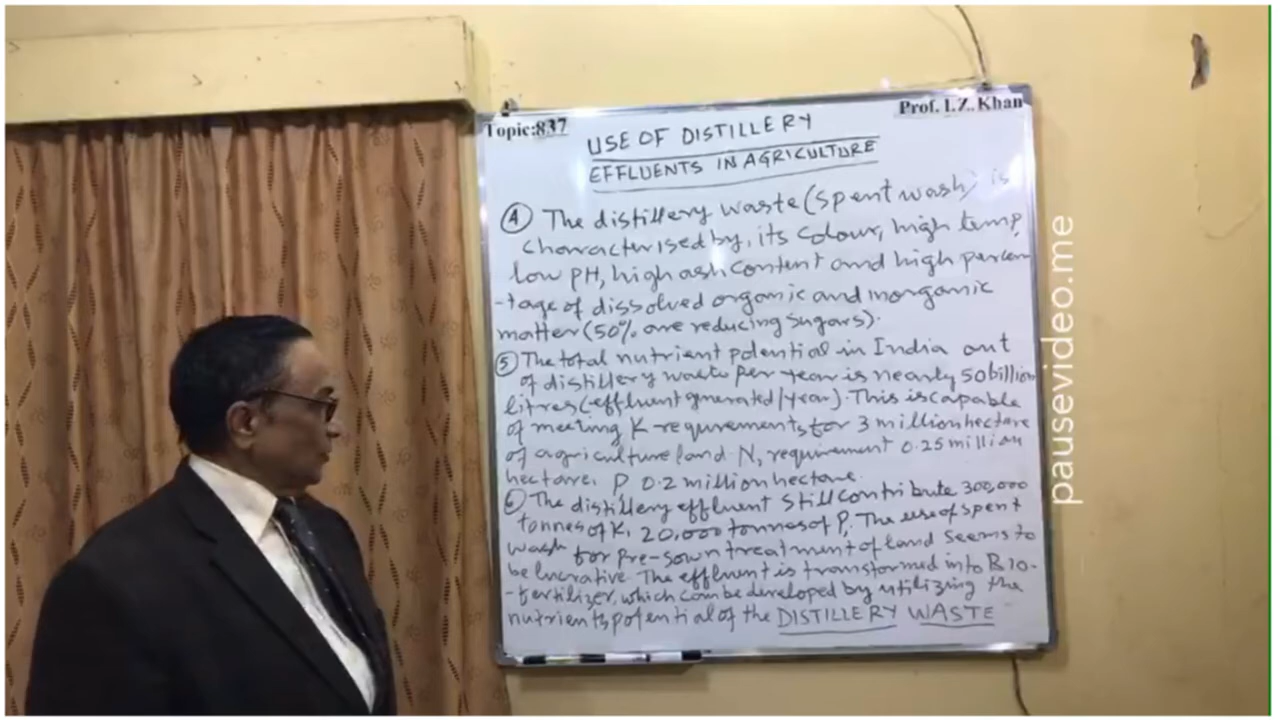 Topic:837
Prof. I.Z. Khan
USE OF DISTILLERY
EFFLUENTS IN AGRICULTURE
④ The distillery waste (spent wash) is
characterised by, its colour, high temp,
low PH, high ash content and high percen
-tage of dissolved organic and inorganic
matter (50% are reducing sugars).
⑤ The total nutrient potential in India out
of distillery waste per year is nearly 50 billion
litres (effluent generated/year). This is capable
of meeting K requrements for 3 million hectare
of agriculture land. N, requirement 0.25 million
hectare, P 0.2 million hectare.
⑥ The distillery effluent still contribute 300,000
tonnes of K, 20,000 tonnes of P, The use of spent
wash for pre-sown treatment of land seems to
be lucrative. The effluent is transformed into Bio-
-fertilizer, which can be developed by utilizing the
nutrients potential of the DISTILLERY WASTE
pausevideo.me